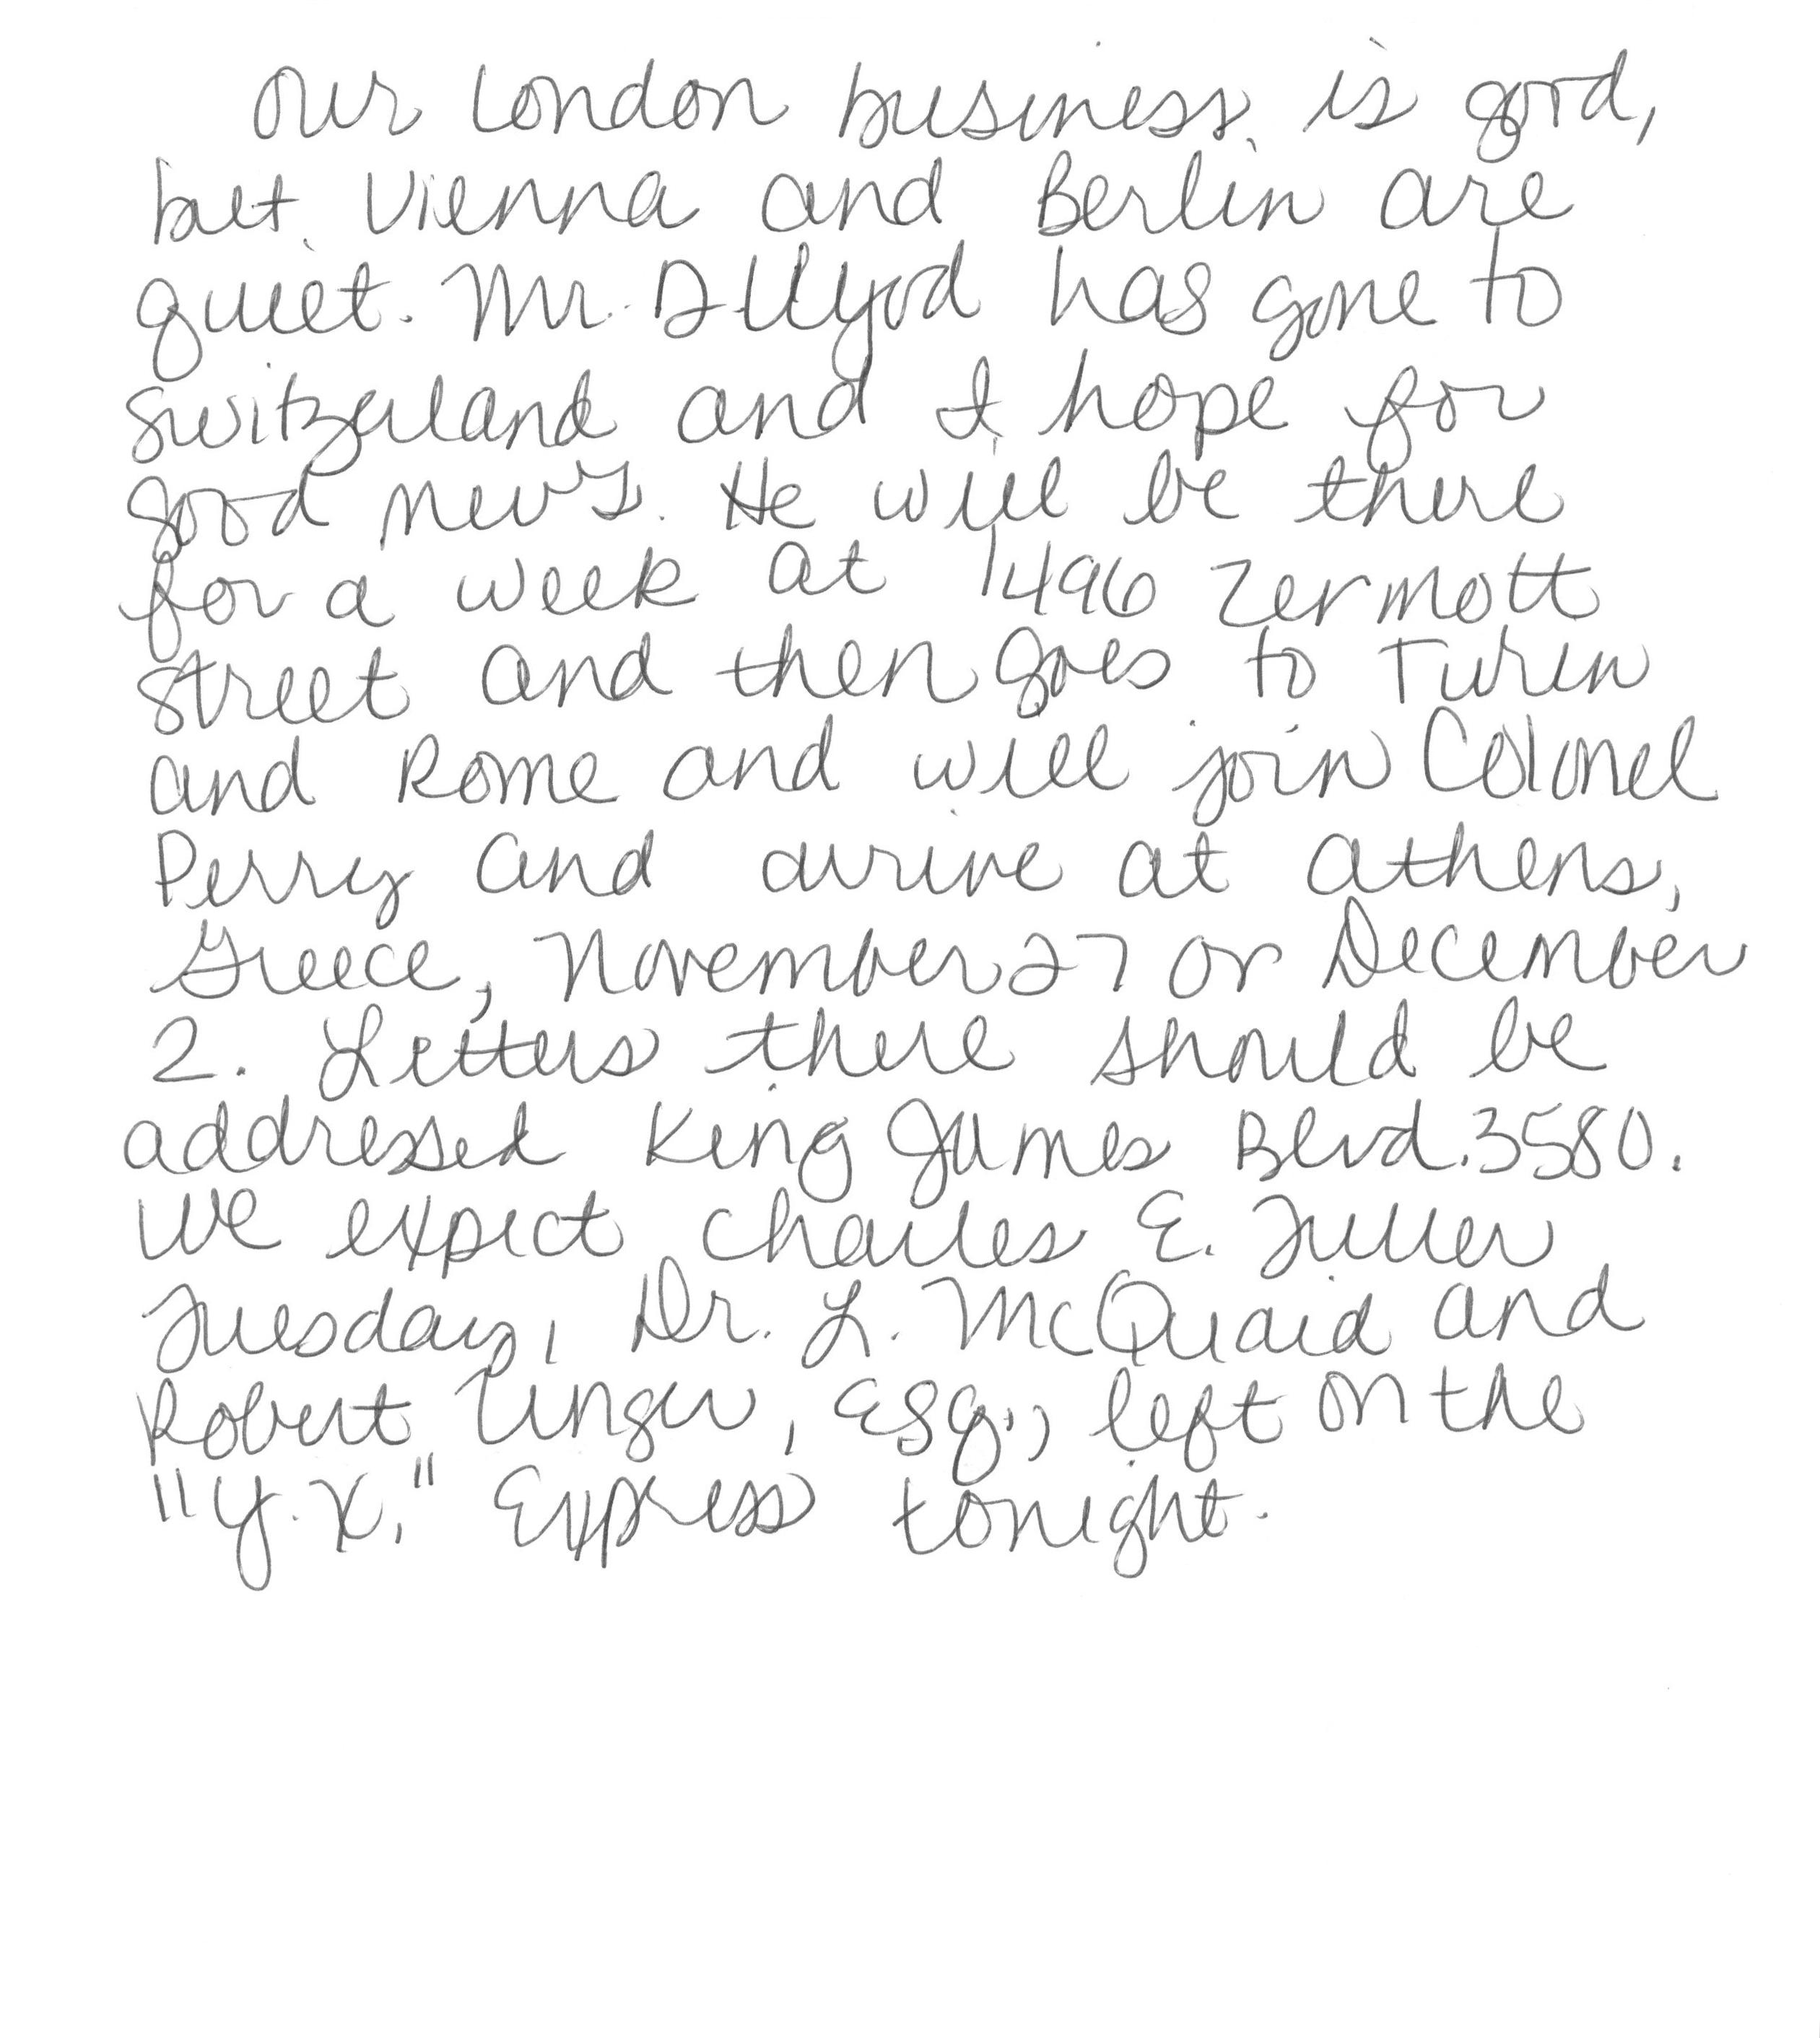 Our London business is good,
but Vienna and Berlin are
quiet. Mr. D. Lloyd has gone to
Switzerland and I hope for
good news. He will be there
for a week at 1496 Zermott
Street and then goes to Turin
and Rome and will join Colonel
Perry and arrive at Athens,
Greece, November 27 or December
2. Letters there should be
addressed King James Blvd. 3580.
We expect Charles E. Fuller
Tuesday, Dr. L. McQuaid and
Robert Unger, Esq., left on the
"Y.X." Express tonight.